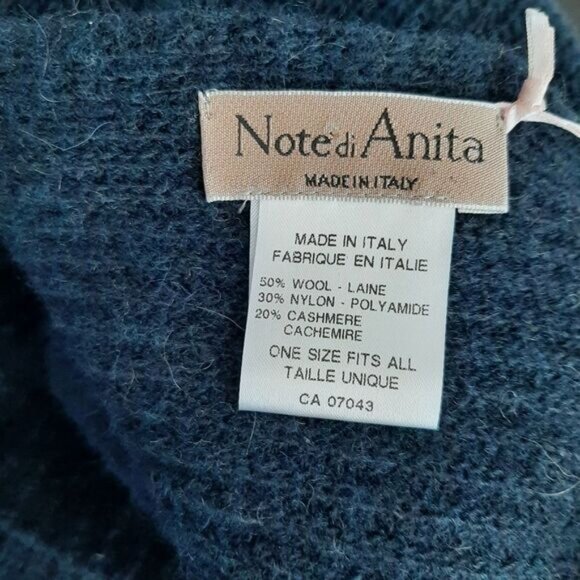 Note di Anita
MADE IN ITALY
MADE IN ITALY
FABRIQUE EN ITALIE
50% WOOL - LAINE
30% NYLON - POLYAMIDE
20% CASHMERE
CACHEMIRE
ONE SIZE FITS ALL
TAILLE UNIQUE
CA 07043